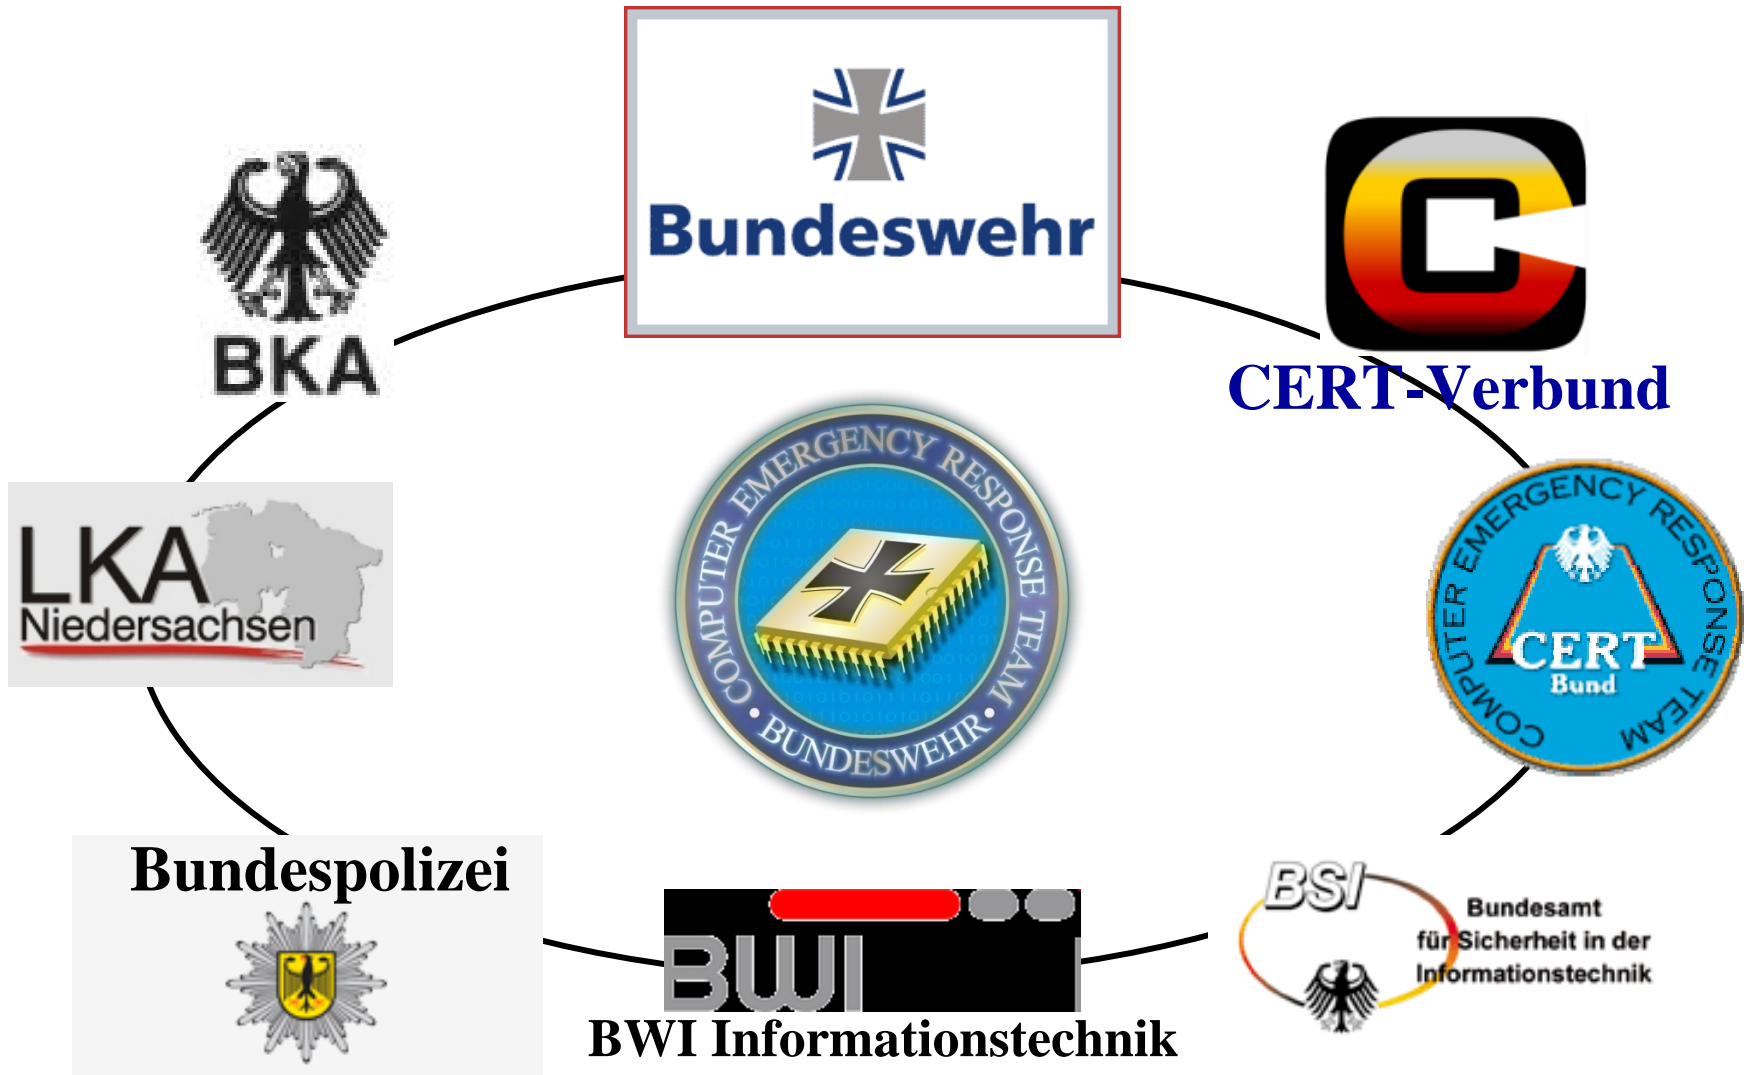 Bundeswehr
BKA
CERT-Verbund
LKA
Niedersachsen
COMPUTER EMERGENCY RESPONSE TEAM
• BUNDESWEHR •
COMPUTER EMERGENCY RESPONSE TEAM
CERT
Bund
Bundespolizei
BWI
BWI Informationstechnik
BSI
Bundesamt
für Sicherheit in der
Informationstechnik